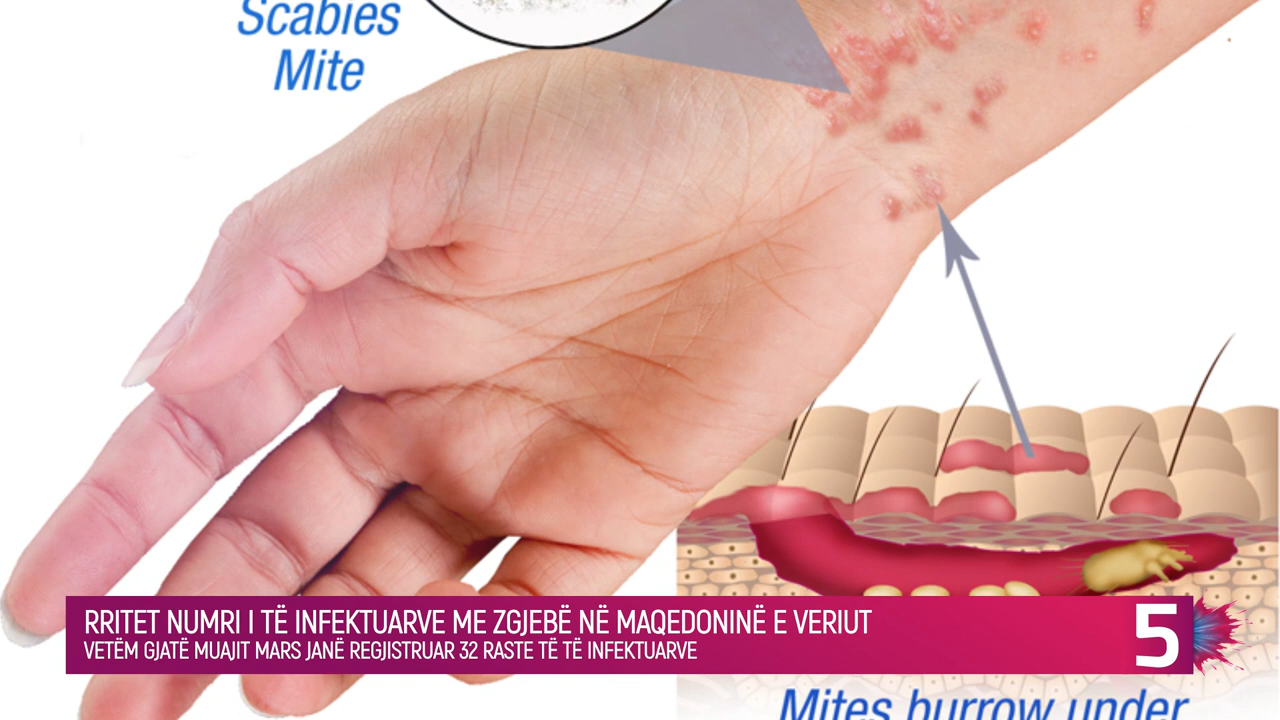 Scabies
Mite
RRITET NUMRI I TË INFEKTUARVE ME ZGJEBË NË MAQEDONINË E VERIUT
VETËM GJATË MUAJIT MARS JANË REGJISTRUAR 32 RASTE TË TË INFEKTUARVE
5
Mites burrow under